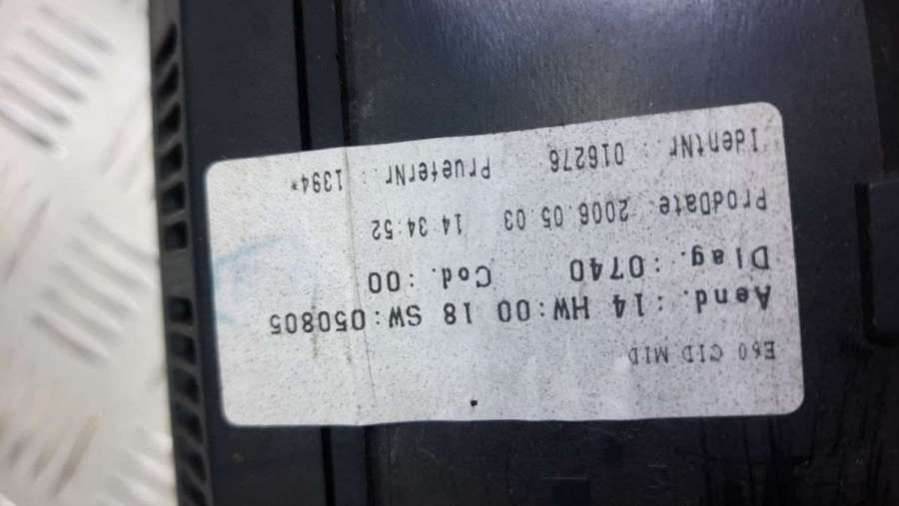 E60 CID MID
Aend. :14 HW:00 18 SW:050805
Diag. :0740 Cod. :00
ProdDate: 2006.05.03 14:34:52
IdentNr : 016276 PrueferNr. : 1394*